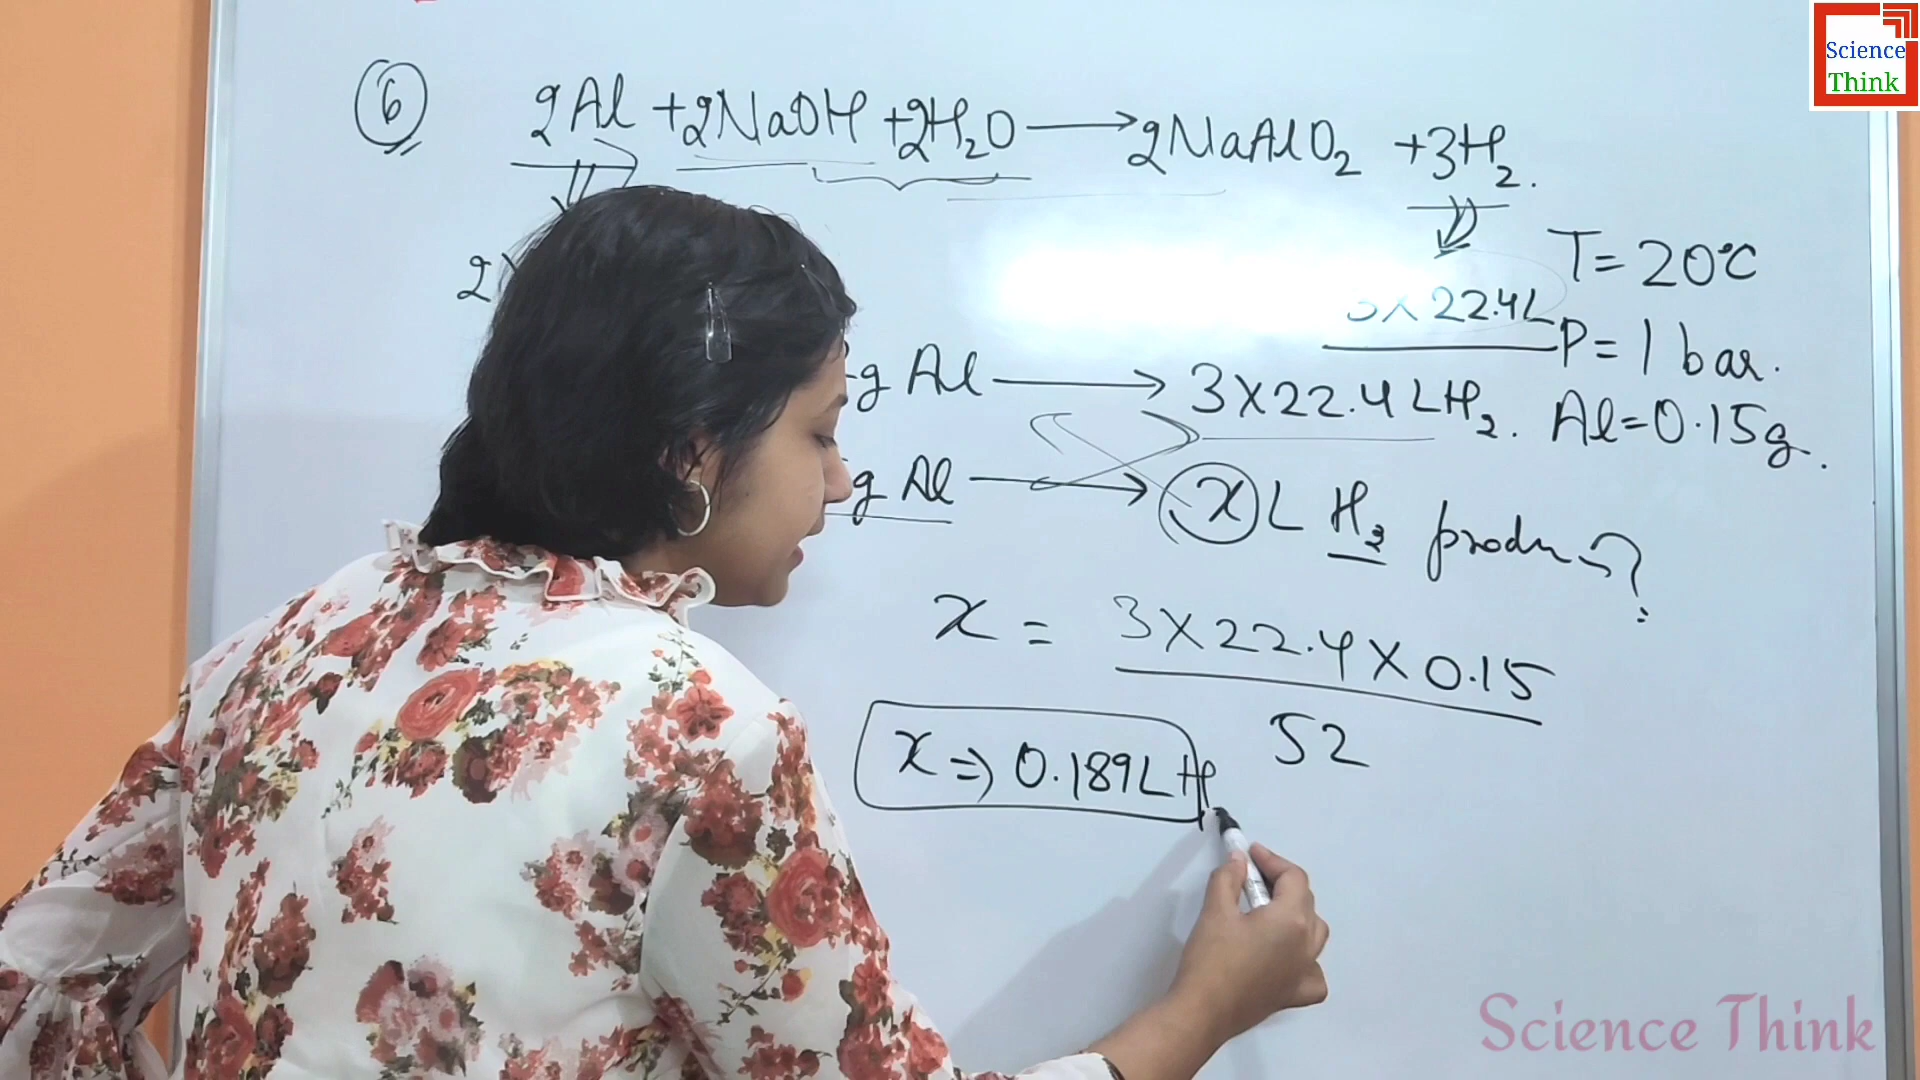 Science
Think
6
2Al + 2NaOH + 2H2O → 2NaAlO2 + 3H2.
T = 20°C
2
3 X 22.4L
P = 1 bar.
g Al → 3 X 22.4 L H2.
Al = 0.15g.
g Al → x L H2 produ ?
x = 3 X 22.4 X 0.15
52
x ⇒ 0.189L H
Science Think